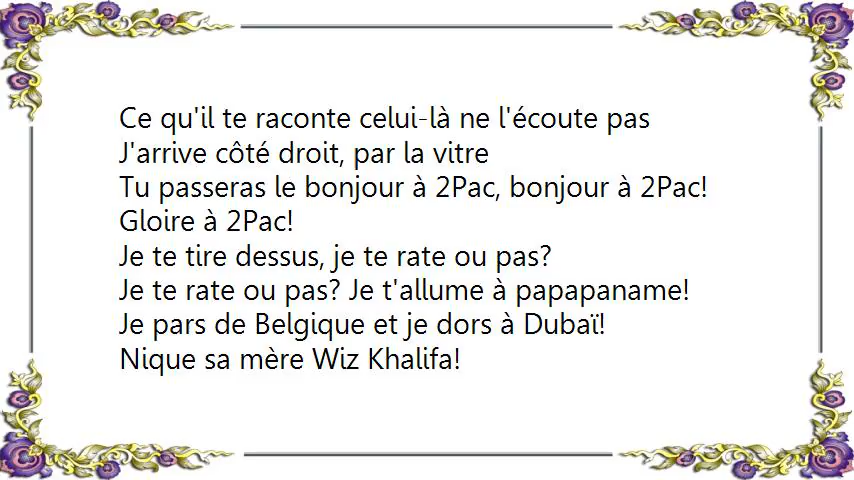 Ce qu'il te raconte celui-là ne l'écoute pas
J'arrive côté droit, par la vitre
Tu passeras le bonjour à 2Pac, bonjour à 2Pac!
Gloire à 2Pac!
Je te tire dessus, je te rate ou pas?
Je te rate ou pas? Je t'allume à papapaname!
Je pars de Belgique et je dors à Dubaï!
Nique sa mère Wiz Khalifa!